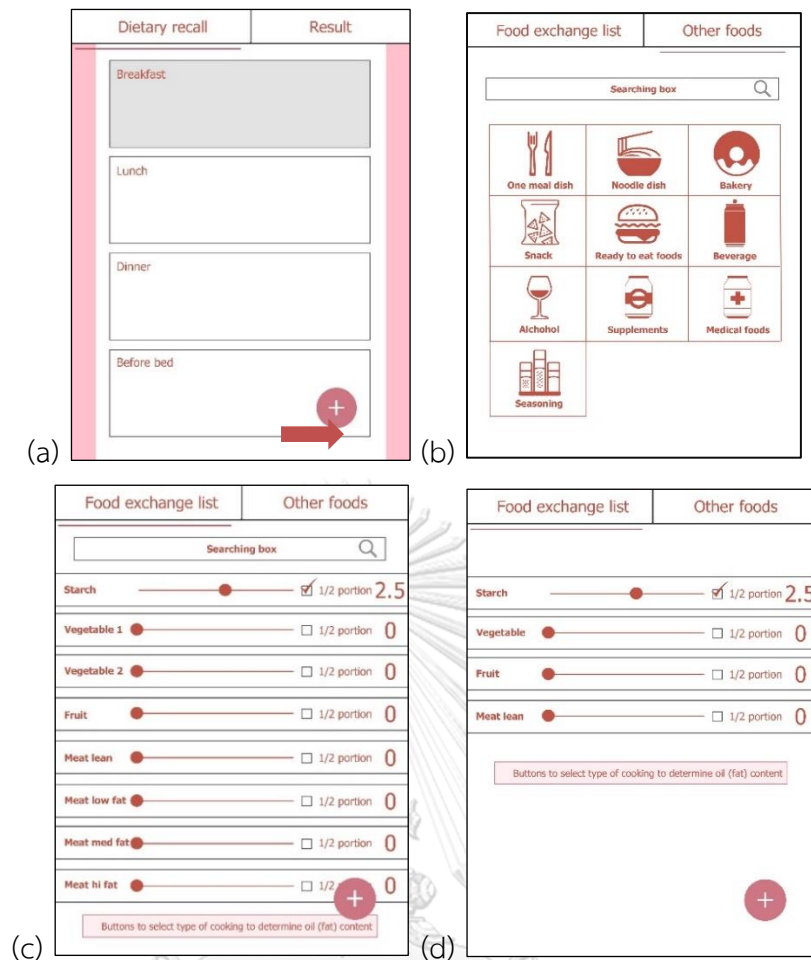 Dietary recall Result
Breakfast
Lunch
Dinner
Before bed
+
(a)
Food exchange list Other foods
Searching box
One meal dish Noodle dish Bakery
Snack Ready to eat foods Beverage
Alchohol Supplements Medical foods
Seasoning
(b)
Food exchange list Other foods
Searching box
Starch 1/2 portion 2.5
Vegetable 1 1/2 portion 0
Vegetable 2 1/2 portion 0
Fruit 1/2 portion 0
Meat lean 1/2 portion 0
Meat low fat 1/2 portion 0
Meat med fat 1/2 portion 0
Meat hi fat 1/2 0
+
Buttons to select type of cooking to determine oil (fat) content
(c)
Food exchange list Other foods
Starch 1/2 portion 2.5
Vegetable 1/2 portion 0
Fruit 1/2 portion 0
Meat lean 1/2 portion 0
Buttons to select type of cooking to determine oil (fat) content
+
(d)